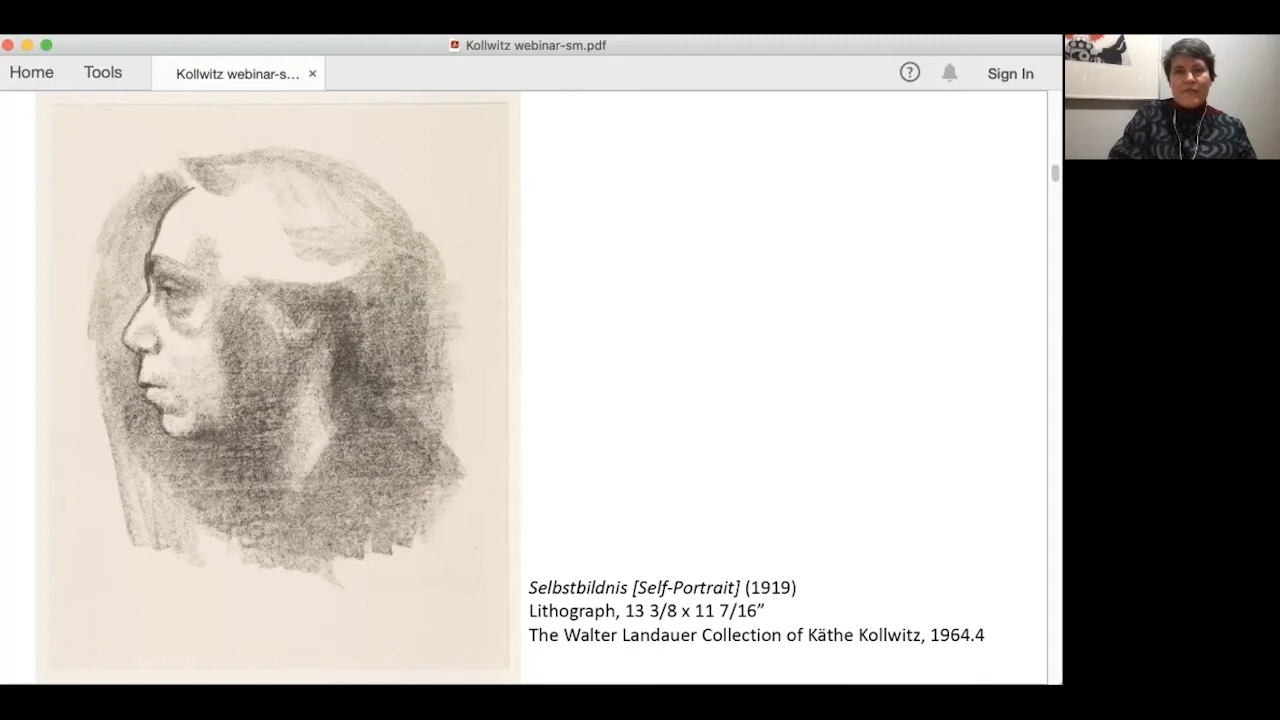 Kollwitz webinar-sm.pdf
Home Tools Kollwitz webinar-s... × ? Sign In
Selbstbildnis [Self-Portrait] (1919)
Lithograph, 13 3/8 x 11 7/16”
The Walter Landauer Collection of Käthe Kollwitz, 1964.4